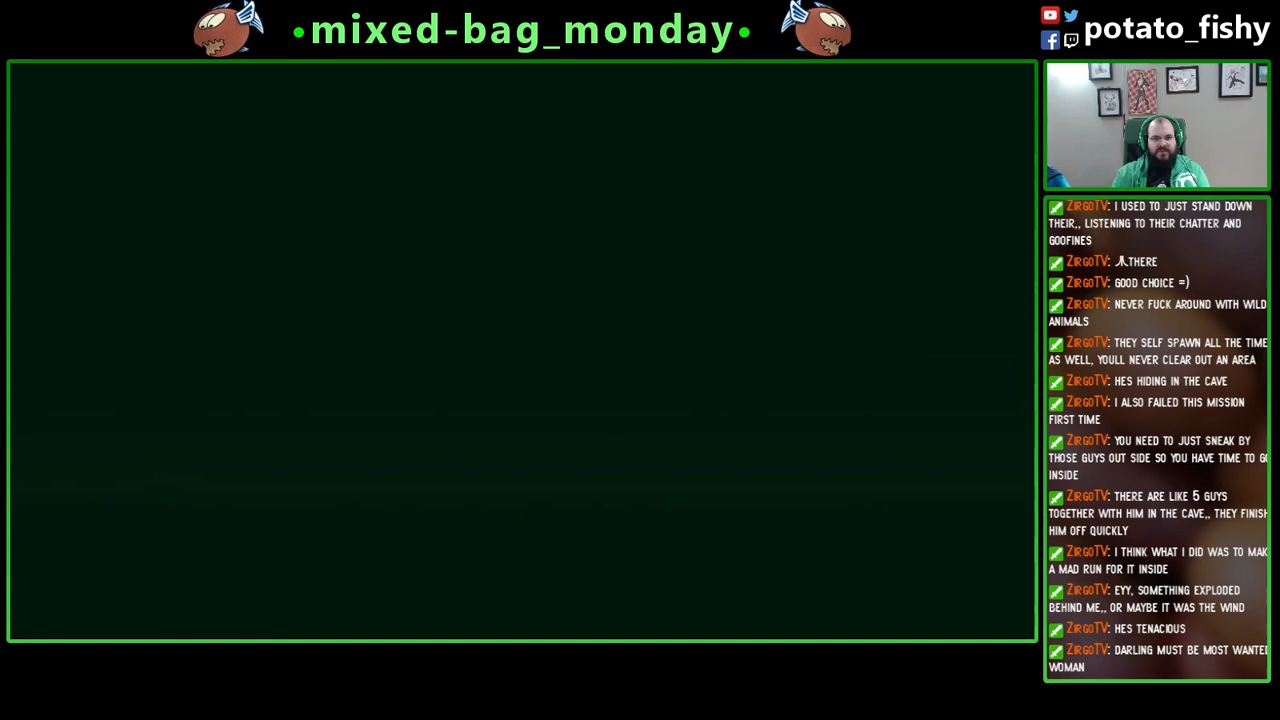 •mixed-bag_monday•
potato_fishy
ZirgoTV: I USED TO JUST STAND DOWN
THEIR,, LISTENING TO THEIR CHATTER AND
GOOFINES
ZirgoTV: THERE
ZirgoTV: GOOD CHOICE =)
ZirgoTV: NEVER FUCK AROUND WITH WILD
ANIMALS
ZirgoTV: THEY SELF SPAWN ALL THE TIME
AS WELL, YOULL NEVER CLEAR OUT AN AREA
ZirgoTV: HES HIDING IN THE CAVE
ZirgoTV: I ALSO FAILED THIS MISSION
FIRST TIME
ZirgoTV: YOU NEED TO JUST SNEAK BY
THOSE GUYS OUT SIDE SO YOU HAVE TIME TO GO
INSIDE
ZirgoTV: THERE ARE LIKE 5 GUYS
TOGETHER WITH HIM IN THE CAVE,, THEY FINISH
HIM OFF QUICKLY
ZirgoTV: I THINK WHAT I DID WAS TO MAK
A MAD RUN FOR IT INSIDE
ZirgoTV: EYY, SOMETHING EXPLODED
BEHIND ME,, OR MAYBE IT WAS THE WIND
ZirgoTV: HES TENACIOUS
ZirgoTV: DARLING MUST BE MOST WANTED
WOMAN